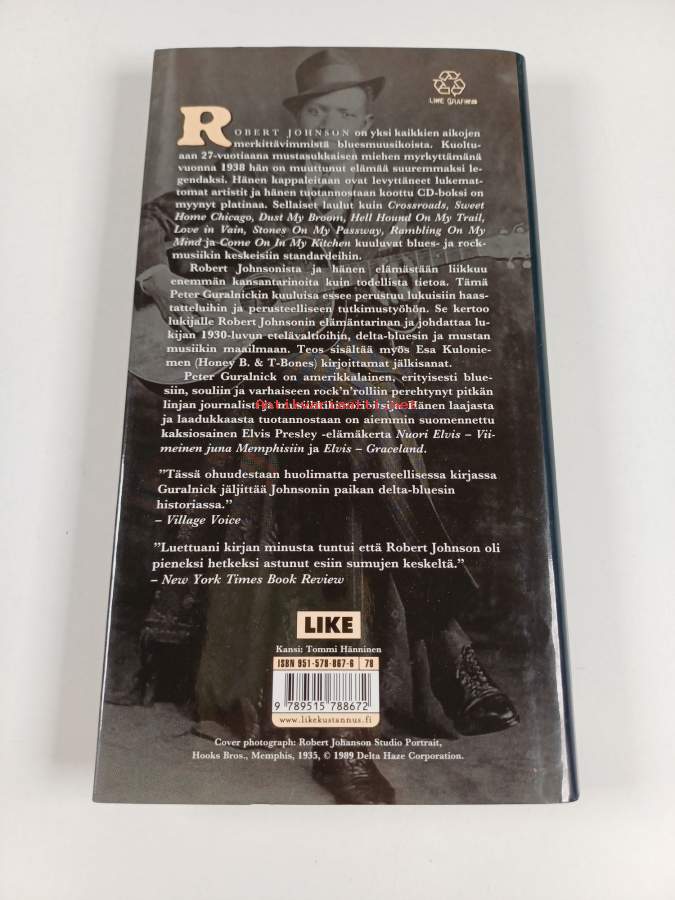 LIKE GRAFIIKKA
ROBERT JOHNSON on yksi kaikkien aikojen
merkittävimmistä bluesmuusikoista. Kuoltu-
aan 27-vuotiaana mustasukkaisen miehen myrkyttämänä
vuonna 1938 hän on muuttunut elämää suuremmaksi le-
gendaksi. Hänen kappaleitaan ovat levyttäneet lukemat-
tomat artistit ja hänen tuotannostaan koottu CD-boksi on
myynyt platinaa. Sellaiset laulut kuin Crossroads, Sweet
Home Chicago, Dust My Broom, Hell Hound On My Trail,
Love in Vain, Stones On My Passway, Rambling On My
Mind ja Come On In My Kitchen kuuluvat blues- ja rock-
musiikin keskeisiin standardeihin.
Robert Johnsonista ja hänen elämästään liikkuu
enemmän kansantarinoita kuin todellista tietoa. Tämä
Peter Guralnickin kuuluisa essee perustuu lukuisiin haas-
tatteluihin ja perusteelliseen tutkimustyöhön. Se kertoo
lukijalle Robert Johnsonin elämäntarinan ja johdattaa lu-
kijan 1930-luvun etelävaltioihin, delta-bluesin ja mustan
musiikin maailmaan. Teos sisältää myös Esa Kulonie-
men (Honey B. & T-Bones) kirjoittamat jälkisanat.
Peter Guralnick on amerikkalainen, erityisesti blue-
siin, souliin ja varhaiseen rock'n'rolliin perehtynyt pitkän
linjan journalisti ja musiikkihistorioitsija. Hänen laajasta
ja laadukkaasta tuotannostaan on aiemmin suomennettu
kaksiosainen Elvis Presley -elämäkerta Nuori Elvis – Vii-
meinen juna Memphisiin ja Elvis – Graceland.
Antikvariaatti.net
"Tässä ohuudestaan huolimatta perusteellisessa kirjassa
Guralnick jäljittää Johnsonin paikan delta-bluesin
historiassa."
– Village Voice
"Luettuani kirjan minusta tuntui että Robert Johnson oli
pieneksi hetkeksi astunut esiin sumujen keskeltä."
– New York Times Book Review
LIKE
Kansi: Tommi Hänninen
ISBN 951-578-867-6 78
9 789515 788672
www.likekustannus.fi
Cover photograph: Robert Johanson Studio Portrait,
Hooks Bros., Memphis, 1935, © 1989 Delta Haze Corporation.